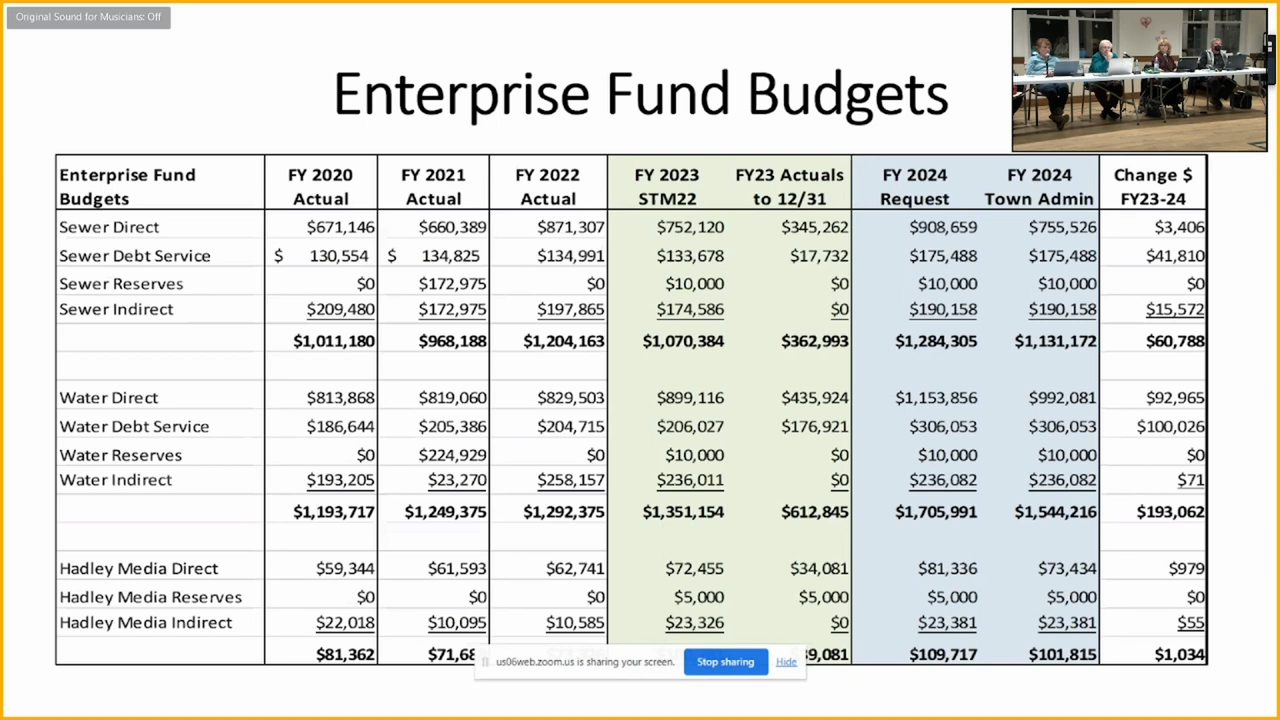 Original Sound for Musicians: Off
Enterprise Fund Budgets
Enterprise Fund Budgets FY 2020 Actual FY 2021 Actual FY 2022 Actual FY 2023 STM22 FY23 Actuals to 12/31 FY 2024 Request FY 2024 Town Admin Change $ FY23-24
Sewer Direct $671,146 $660,389 $871,307 $752,120 $345,262 $908,659 $755,526 $3,406
Sewer Debt Service $ 130,554 $ 134,825 $134,991 $133,678 $17,732 $175,488 $175,488 $41,810
Sewer Reserves $0 $172,975 $0 $10,000 $0 $10,000 $10,000 $0
Sewer Indirect $209,480 $172,975 $197,865 $174,586 $0 $190,158 $190,158 $15,572
$1,011,180 $968,188 $1,204,163 $1,070,384 $362,993 $1,284,305 $1,131,172 $60,788
Water Direct $813,868 $819,060 $829,503 $899,116 $435,924 $1,153,856 $992,081 $92,965
Water Debt Service $186,644 $205,386 $204,715 $206,027 $176,921 $306,053 $306,053 $100,026
Water Reserves $0 $224,929 $0 $10,000 $0 $10,000 $10,000 $0
Water Indirect $193,205 $23,270 $258,157 $236,011 $0 $236,082 $236,082 $71
$1,193,717 $1,249,375 $1,292,375 $1,351,154 $612,845 $1,705,991 $1,544,216 $193,062
Hadley Media Direct $59,344 $61,593 $62,741 $72,455 $34,081 $81,336 $73,434 $979
Hadley Media Reserves $0 $0 $0 $5,000 $5,000 $5,000 $5,000 $0
Hadley Media Indirect $22,018 $10,095 $10,585 $23,326 $0 $23,381 $23,381 $55
$81,362 $71,68 9,081 $109,717 $101,815 $1,034
us06web.zoom.us is sharing your screen. Stop sharing Hide